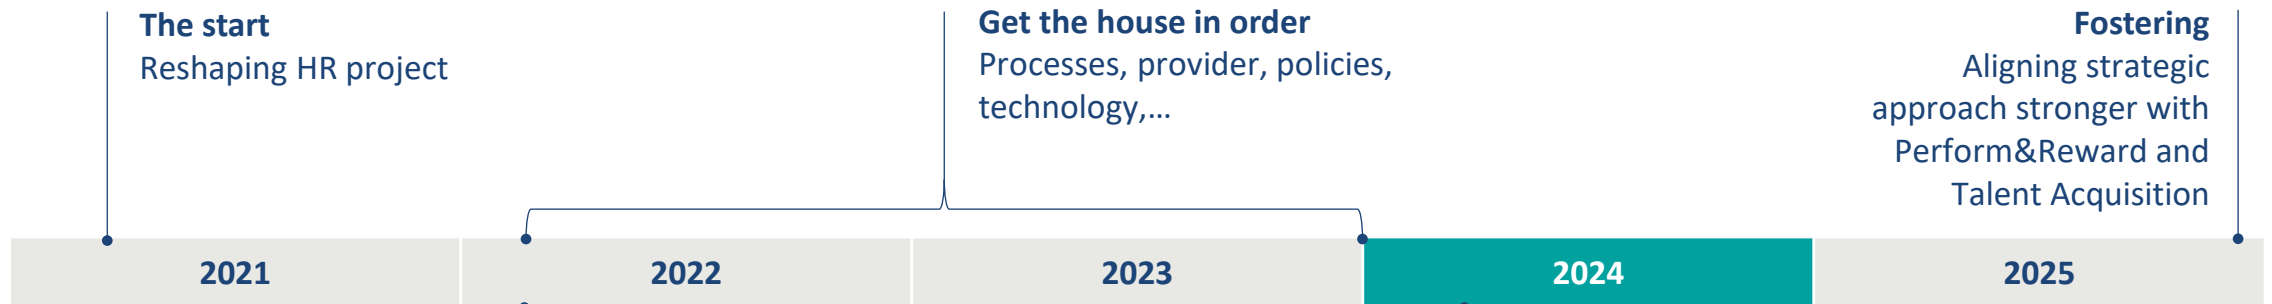 The start
Reshaping HR project
Get the house in order
Processes, provider, policies,
technology,...
Fostering
Aligning strategic
approach stronger with
Perform&Reward and
Talent Acquisition
2021
2022
2023
2024
2025